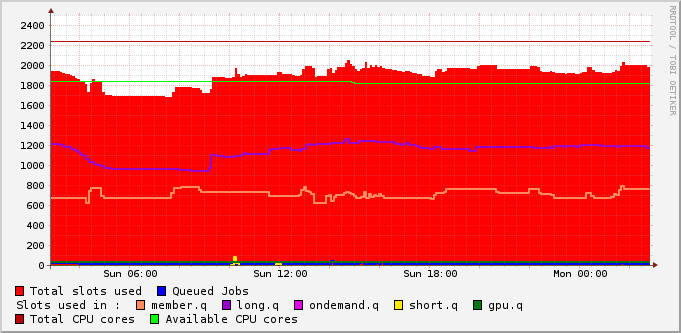 RRDTOOL / TOBI OETIKER
2400
2200
2000
1800
1600
1400
1200
1000
800
600
400
200
0
Sun 06:00 Sun 12:00 Sun 18:00 Mon 00:00
Total slots used Queued Jobs
Slots used in : member.q long.q ondemand.q short.q gpu.q
Total CPU cores Available CPU cores